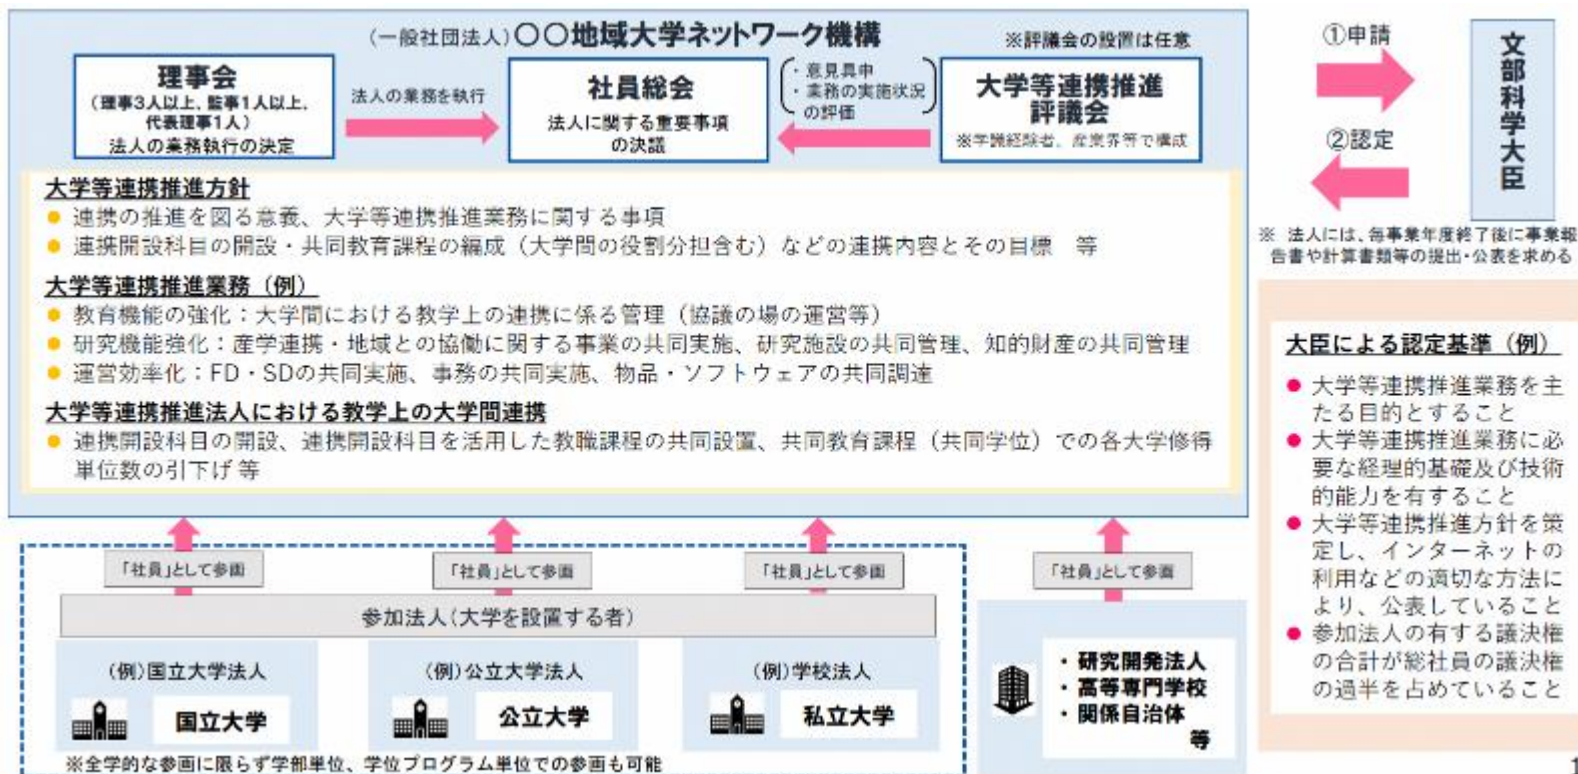 (一般社団法人)〇〇地域大学ネットワーク機構
※評議会の設置は任意
理事会
(理事3人以上、監事1人以上、
代表理事1人)
法人の業務執行の決定
法人の業務を執行
社員総会
法人に関する重要事項
の決議
・意見具申
・業務の実施状況
の評価
大学等連携推進
評議会
※学識経験者、産業界等で構成
①申請
②認定
文部科学大臣
※ 法人には、毎事業年度終了後に事業報
告書や計算書類等の提出・公表を求める
大学等連携推進方針
● 連携の推進を図る意義、大学等連携推進業務に関する事項
● 連携開設科目の開設・共同教育課程の編成(大学間の役割分担含む)などの連携内容とその目標 等
大学等連携推進業務(例)
● 教育機能の強化:大学間における教学上の連携に係る管理(協議の場の運営等)
● 研究機能強化:産学連携・地域との協働に関する事業の共同実施、研究施設の共同管理、知的財産の共同管理
● 運営効率化:FD・SDの共同実施、事務の共同実施、物品・ソフトウェアの共同調達
大学等連携推進法人における教学上の大学間連携
● 連携開設科目の開設、連携開設科目を活用した教職課程の共同設置、共同教育課程(共同学位)での各大学修得
単位数の引下げ 等
大臣による認定基準(例)
● 大学等連携推進業務を主
たる目的とすること
● 大学等連携推進業務に必
要な経理的基礎及び技術
的能力を有すること
● 大学等連携推進方針を策
定し、インターネットの
利用などの適切な方法に
より、公表していること
● 参加法人の有する議決権
の合計が総社員の議決権
の過半を占めていること
「社員」として参画
「社員」として参画
「社員」として参画
「社員」として参画
参加法人(大学を設置する者)
(例)国立大学法人
国立大学
(例)公立大学法人
公立大学
(例)学校法人
私立大学
・研究開発法人
・高等専門学校
・関係自治体
等
※全学的な参画に限らず学部単位、学位プログラム単位での参画も可能